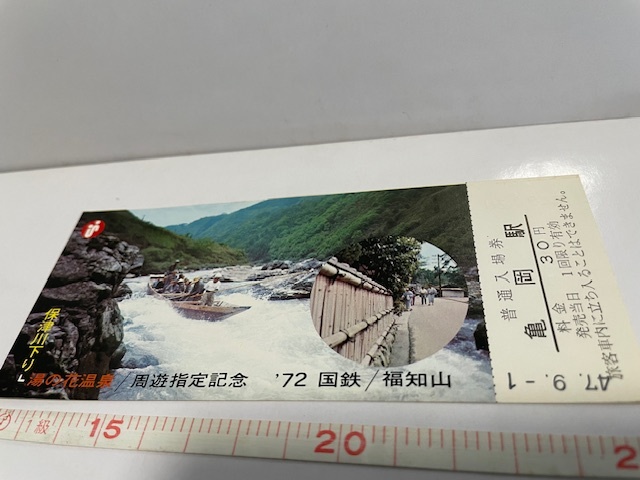 保津川下り
湯の花温泉/周遊指定記念 '72 国鉄/福知山
普通入場券
亀岡駅
料金 30円
発売当日 1回限り有効
旅客車内に立ち入ることはできません。
47.9.-1
1級
15
20
2